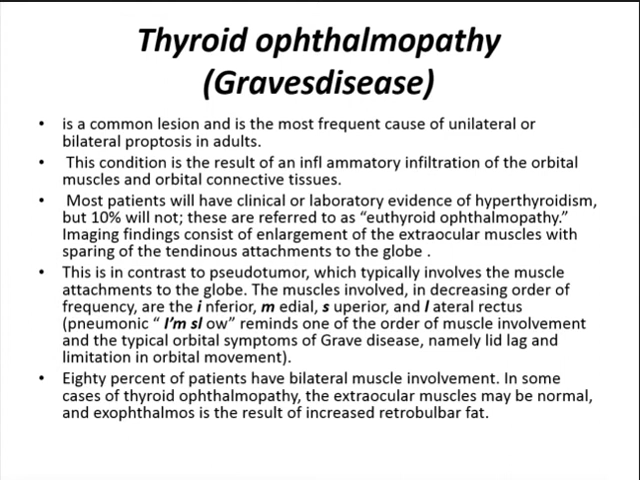 Thyroid ophthalmopathy
(Gravesdisease)
• is a common lesion and is the most frequent cause of unilateral or
bilateral proptosis in adults.
• This condition is the result of an infl ammatory infiltration of the orbital
muscles and orbital connective tissues.
• Most patients will have clinical or laboratory evidence of hyperthyroidism,
but 10% will not; these are referred to as “euthyroid ophthalmopathy.”
Imaging findings consist of enlargement of the extraocular muscles with
sparing of the tendinous attachments to the globe .
• This is in contrast to pseudotumor, which typically involves the muscle
attachments to the globe. The muscles involved, in decreasing order of
frequency, are the i nferior, m edial, s uperior, and l ateral rectus
(pneumonic “ I’m sl ow” reminds one of the order of muscle involvement
and the typical orbital symptoms of Grave disease, namely lid lag and
limitation in orbital movement).
• Eighty percent of patients have bilateral muscle involvement. In some
cases of thyroid ophthalmopathy, the extraocular muscles may be normal,
and exophthalmos is the result of increased retrobulbar fat.